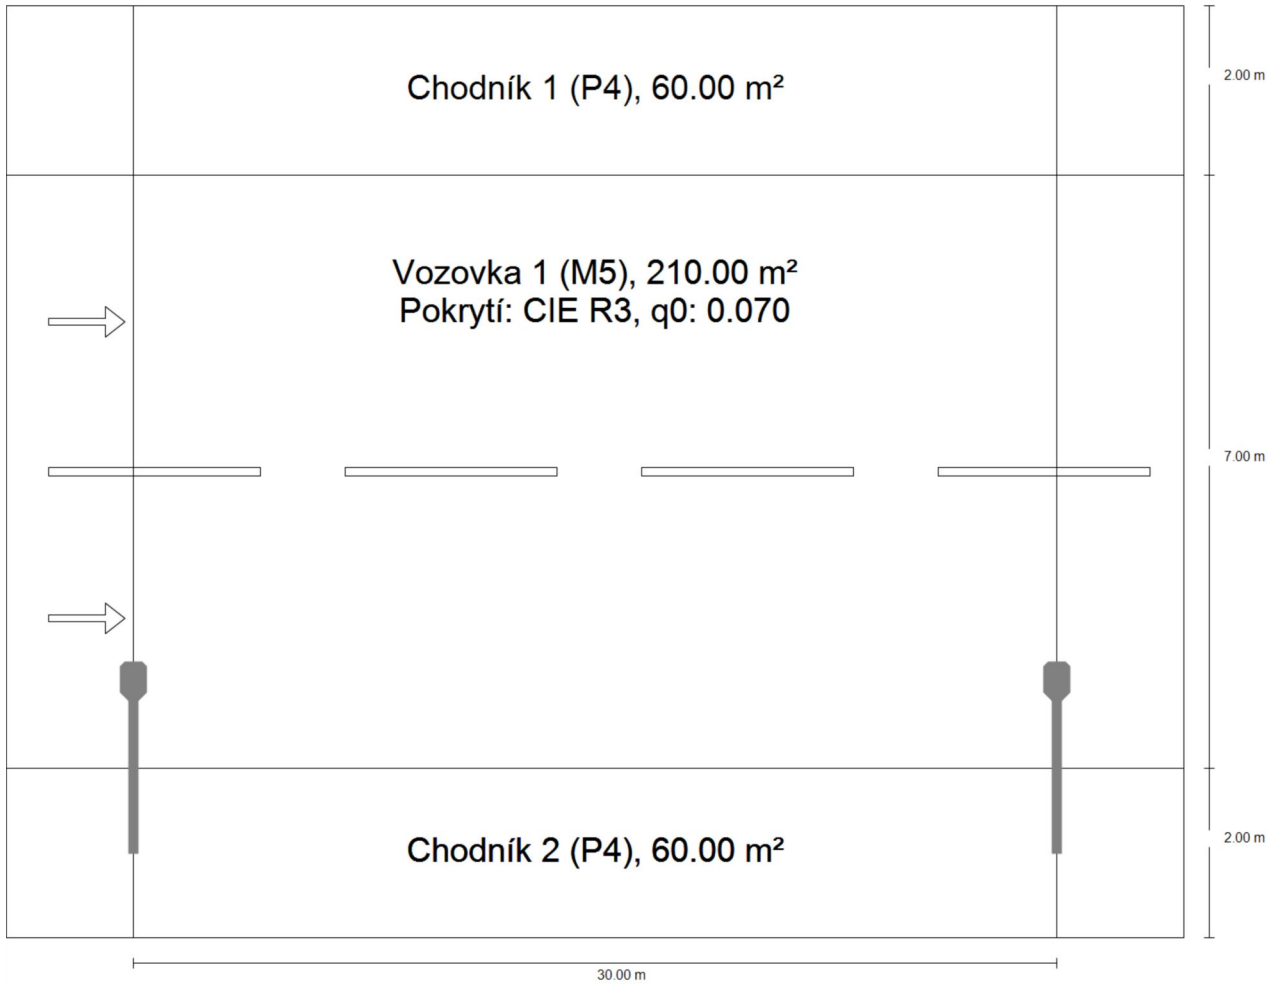 Chodník 1 (P4), 60.00 m²
2.00 m
Vozovka 1 (M5), 210.00 m²
Pokrytí: CIE R3, q0: 0.070
7.00 m
Chodník 2 (P4), 60.00 m²
2.00 m
30.00 m